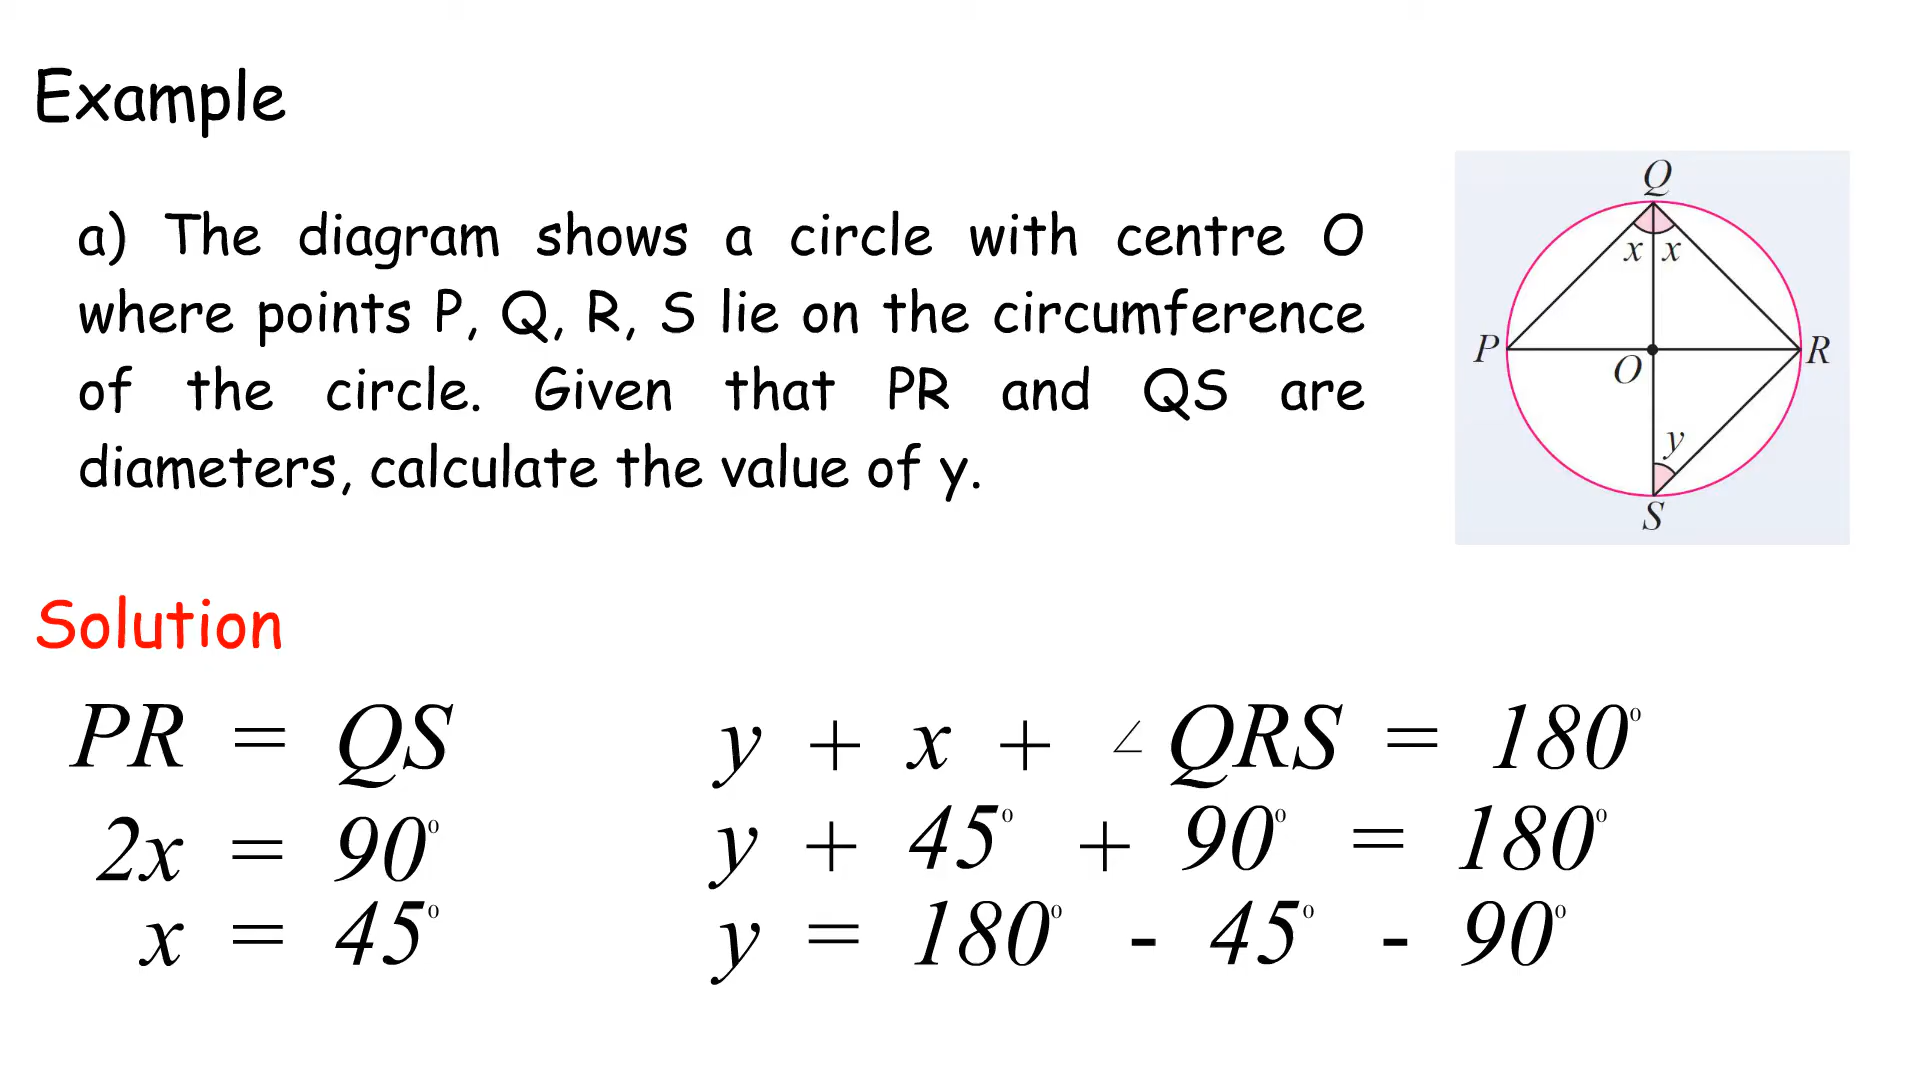 Example
a) The diagram shows a circle with centre O
where points P, Q, R, S lie on the circumference
of the circle. Given that PR and QS are
diameters, calculate the value of y.
Q
x x
P
O
R
y
S
Solution
PR = QS
2x = 90°
x = 45°
y + x + ∠QRS = 180°
y + 45° + 90° = 180°
y = 180° - 45° - 90°